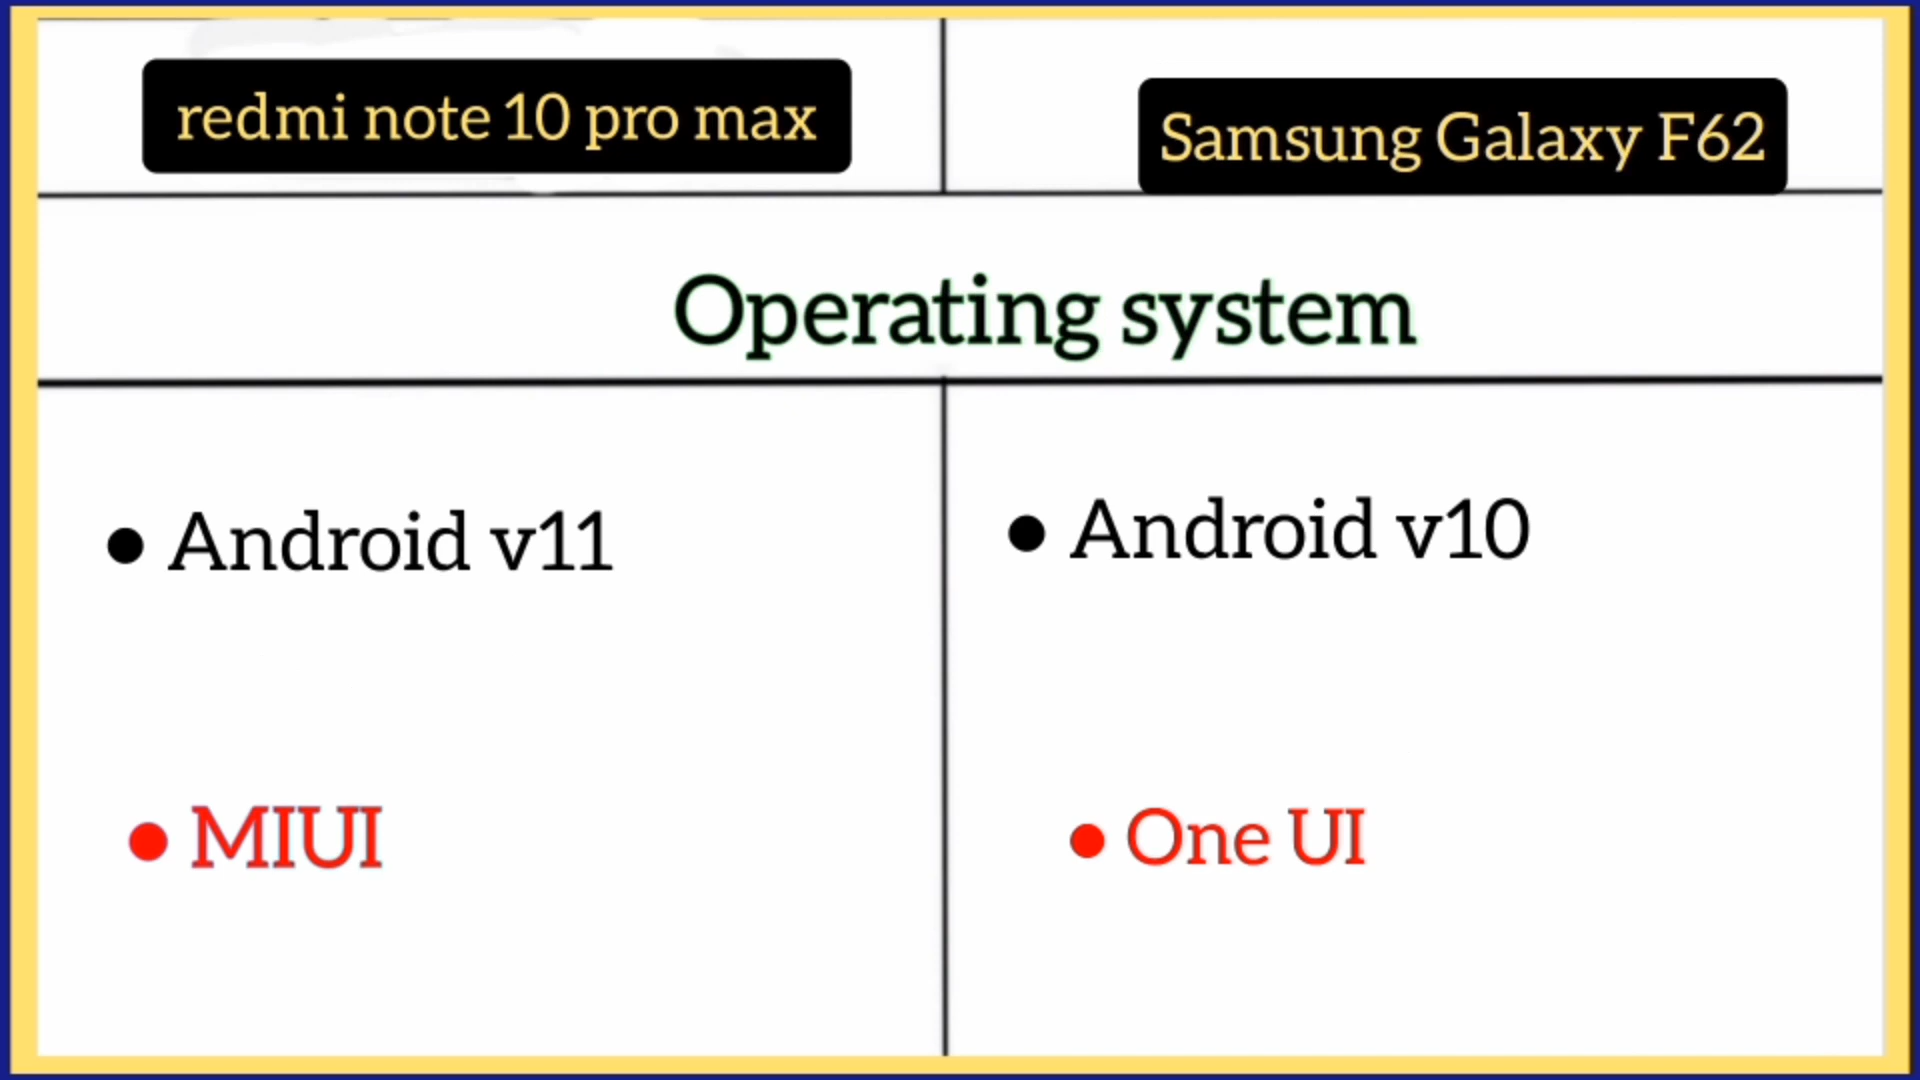 redmi note 10 pro max
Samsung Galaxy F62
Operating system
• Android v11
• Android v10
• MIUI
• One UI